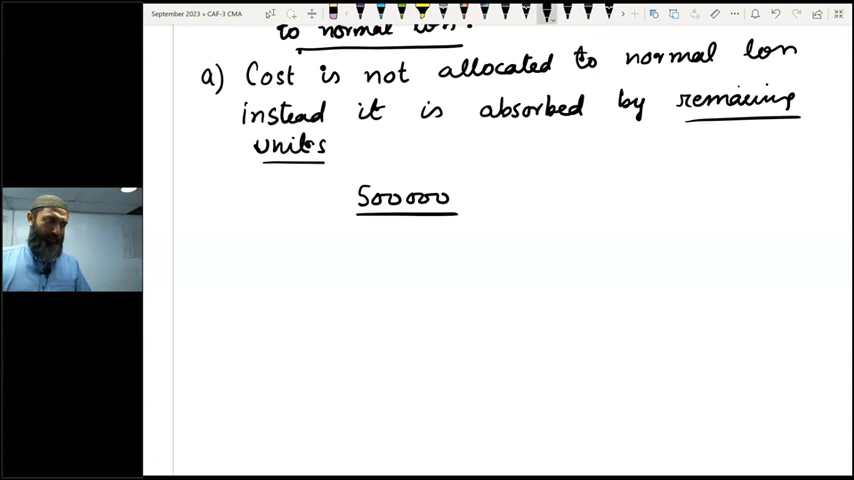 September 2023 » CAF-3 CMA
to normal loss.
a) Cost is not allocated to normal loss
instead it is absorbed by remaining
units
500000